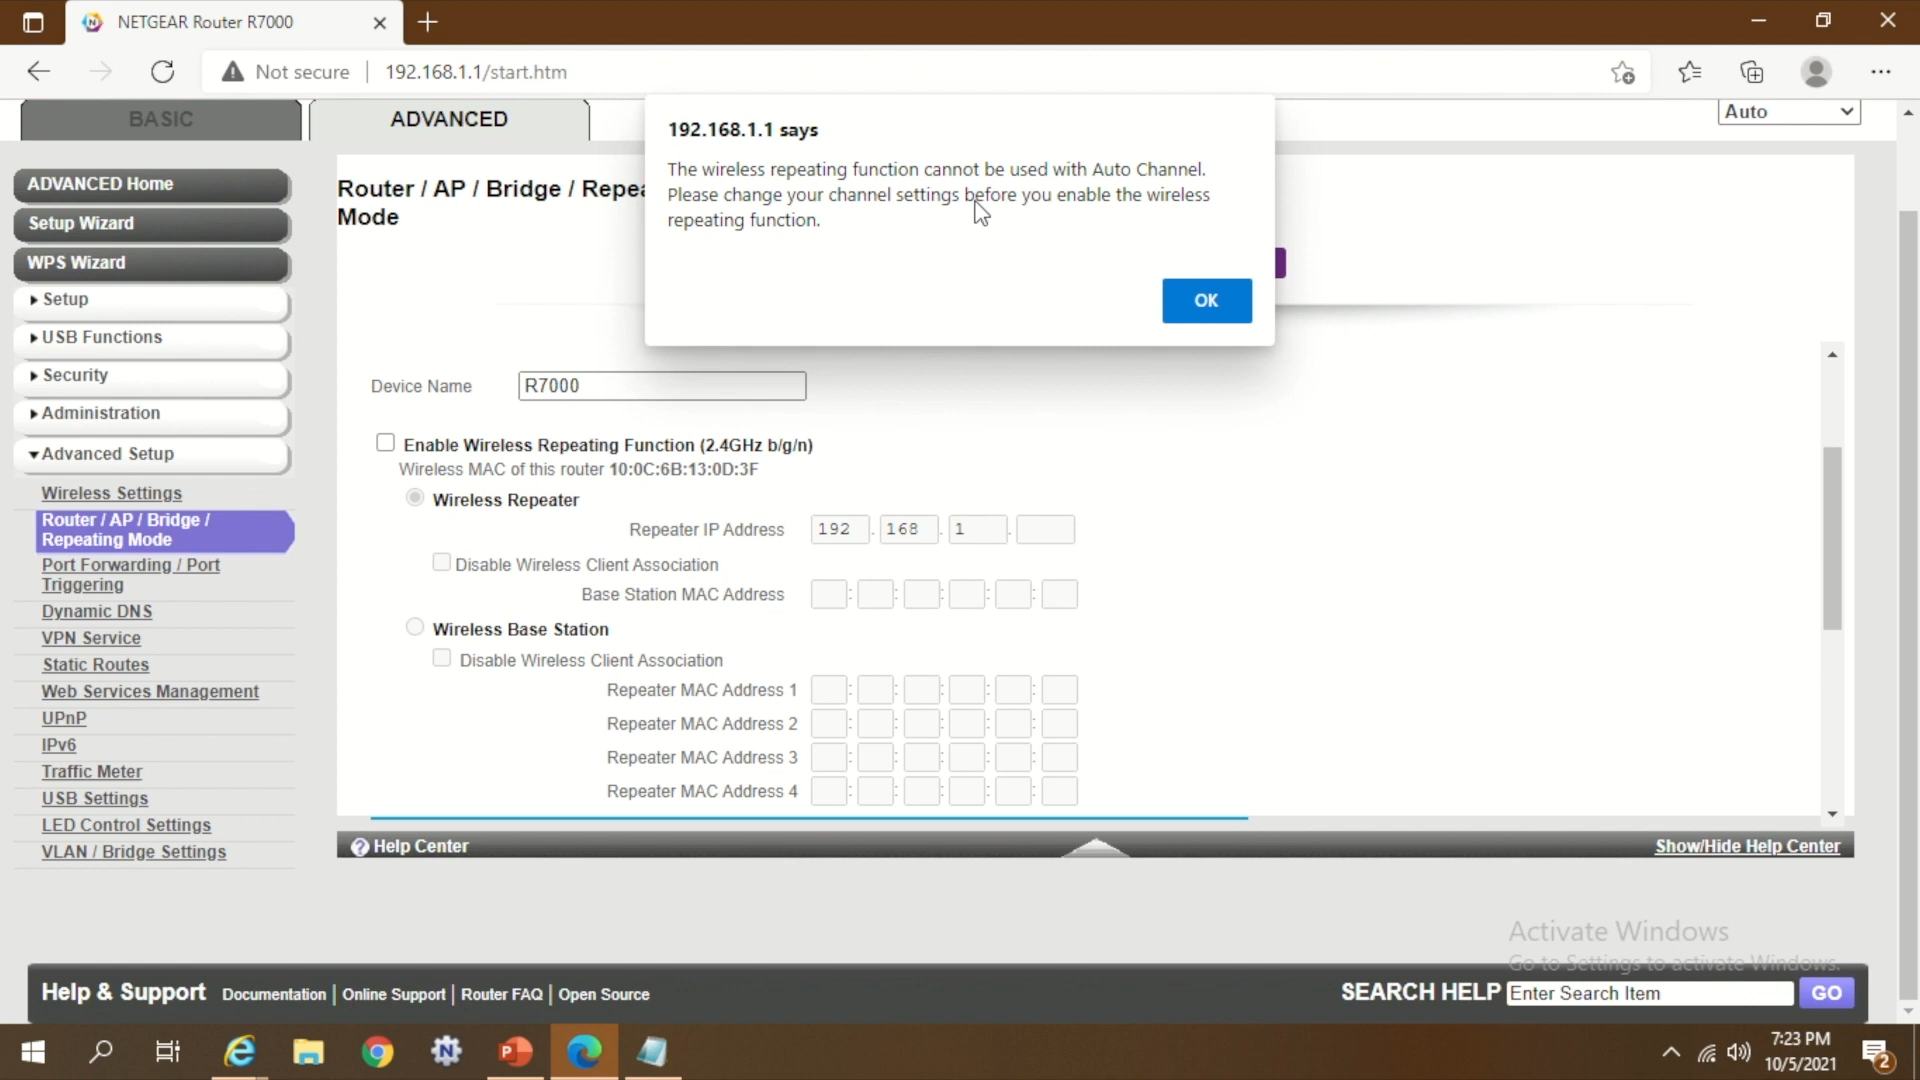 NETGEAR Router R7000
Not secure
192.168.1.1/start.htm
BASIC
ADVANCED
Auto
192.168.1.1 says
The wireless repeating function cannot be used with Auto Channel.
Please change your channel settings before you enable the wireless
repeating function.
OK
ADVANCED Home
Setup Wizard
WPS Wizard
Setup
USB Functions
Security
Administration
Advanced Setup
Wireless Settings
Router / AP / Bridge /
Repeating Mode
Port Forwarding / Port
Triggering
Dynamic DNS
VPN Service
Static Routes
Web Services Management
UPnP
IPv6
Traffic Meter
USB Settings
LED Control Settings
VLAN / Bridge Settings
Router / AP / Bridge / Repea
Mode
Device Name R7000
Enable Wireless Repeating Function (2.4GHz b/g/n)
Wireless MAC of this router 10:0C:6B:13:0D:3F
Wireless Repeater
Repeater IP Address 192 . 168 . 1 .
Disable Wireless Client Association
Base Station MAC Address : : : : :
Wireless Base Station
Disable Wireless Client Association
Repeater MAC Address 1 : : : : :
Repeater MAC Address 2 : : : : :
Repeater MAC Address 3 : : : : :
Repeater MAC Address 4 : : : : :
? Help Center
Show/Hide Help Center
Activate Windows
Go to Settings to activate Windows.
Help & Support Documentation | Online Support | Router FAQ | Open Source
SEARCH HELP Enter Search Item GO
7:23 PM
10/5/2021
2